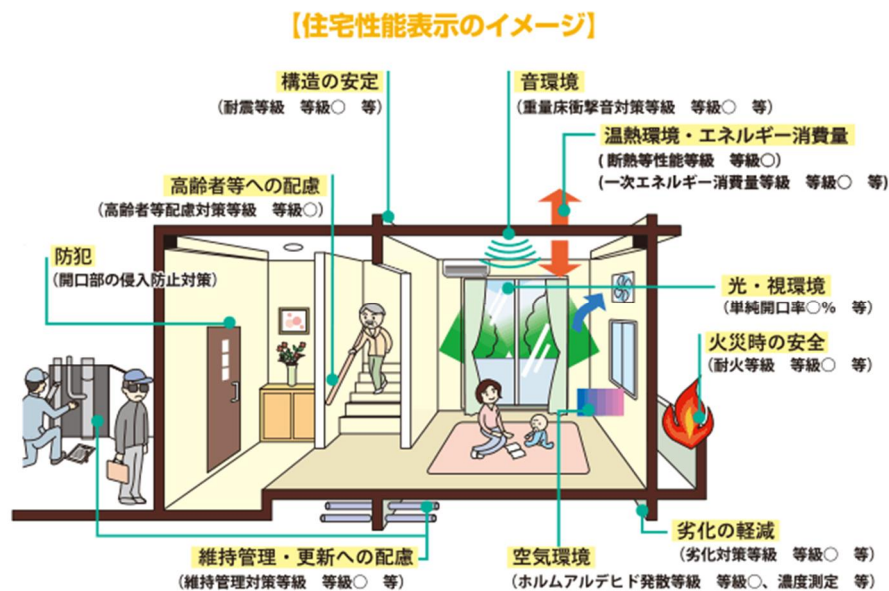 【住宅性能表示のイメージ】
構造の安定
（耐震等級　等級○　等）
音環境
（重量床衝撃音対策等級　等級○　等）
温熱環境・エネルギー消費量
（断熱等性能等級　等級○）
（一次エネルギー消費量等級　等級○　等）
高齢者等への配慮
（高齢者等配慮対策等級　等級○）
防犯
（開口部の侵入防止対策）
光・視環境
（単純開口率○%　等）
火災時の安全
（耐火等級　等級○　等）
劣化の軽減
（劣化対策等級　等級○　等）
維持管理・更新への配慮
（維持管理対策等級　等級○　等）
空気環境
（ホルムアルデヒド発散等級　等級○、濃度測定　等）